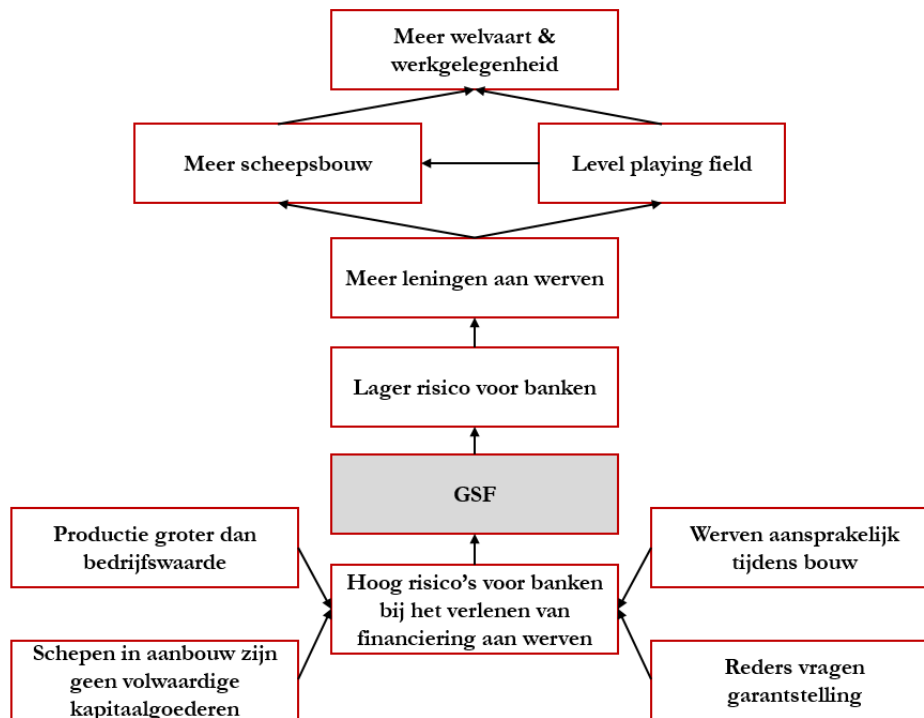 Meer welvaart &
werkgelegenheid
Meer scheepsbouw
Level playing field
Meer leningen aan werven
Lager risico voor banken
GSF
Productie groter dan
bedrijfswaarde
Werven aansprakelijk
tijdens bouw
Hoog risico's voor banken
bij het verlenen van
financiering aan werven
Schepen in aanbouw zijn
geen volwaardige
kapitaalgoederen
Reders vragen
garantstelling